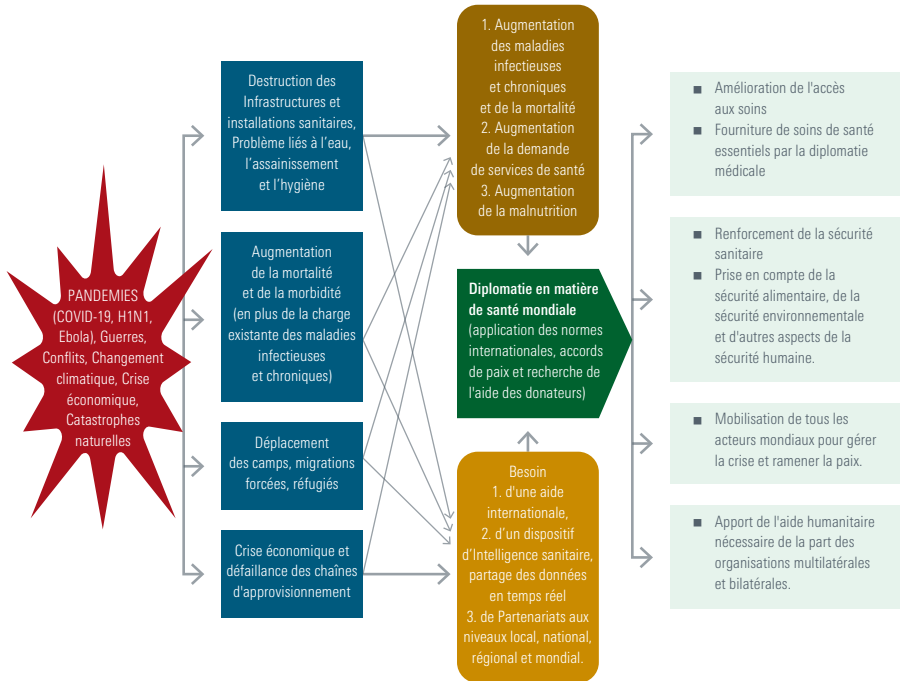 PANDEMIES
(COVID-19, H1N1,
Ebola), Guerres,
Conflits, Changement
climatique, Crise
économique,
Catastrophes
naturelles
Destruction des
Infrastructures et
installations sanitaires,
Problème liés à l’eau,
l’assainissement
et l’hygiène
Augmentation
de la mortalité
et de la morbidité
(en plus de la charge
existante des maladies
infectieuses
et chroniques)
Déplacement
des camps, migrations
forcées, réfugiés
Crise économique et
défaillance des chaînes
d'approvisionnement
1. Augmentation
des maladies
infectieuses
et chroniques
et de la mortalité
2. Augmentation
de la demande
de services de santé
3. Augmentation
de la malnutrition
Diplomatie en matière
de santé mondiale
(application des normes
internationales, accords
de paix et recherche de
l'aide des donateurs)
Besoin
1. d'une aide
internationale,
2. d’un dispositif
d’Intelligence sanitaire,
partage des données
en temps réel
3. de Partenariats aux
niveaux local, national,
régional et mondial.
■ Amélioration de l'accès
aux soins
■ Fourniture de soins de santé
essentiels par la diplomatie
médicale
■ Renforcement de la sécurité
sanitaire
■ Prise en compte de la
sécurité alimentaire, de la
sécurité environnementale
et d'autres aspects de la
sécurité humaine.
■ Mobilisation de tous les
acteurs mondiaux pour gérer
la crise et ramener la paix.
■ Apport de l'aide humanitaire
nécessaire de la part des
organisations multilatérales
et bilatérales.